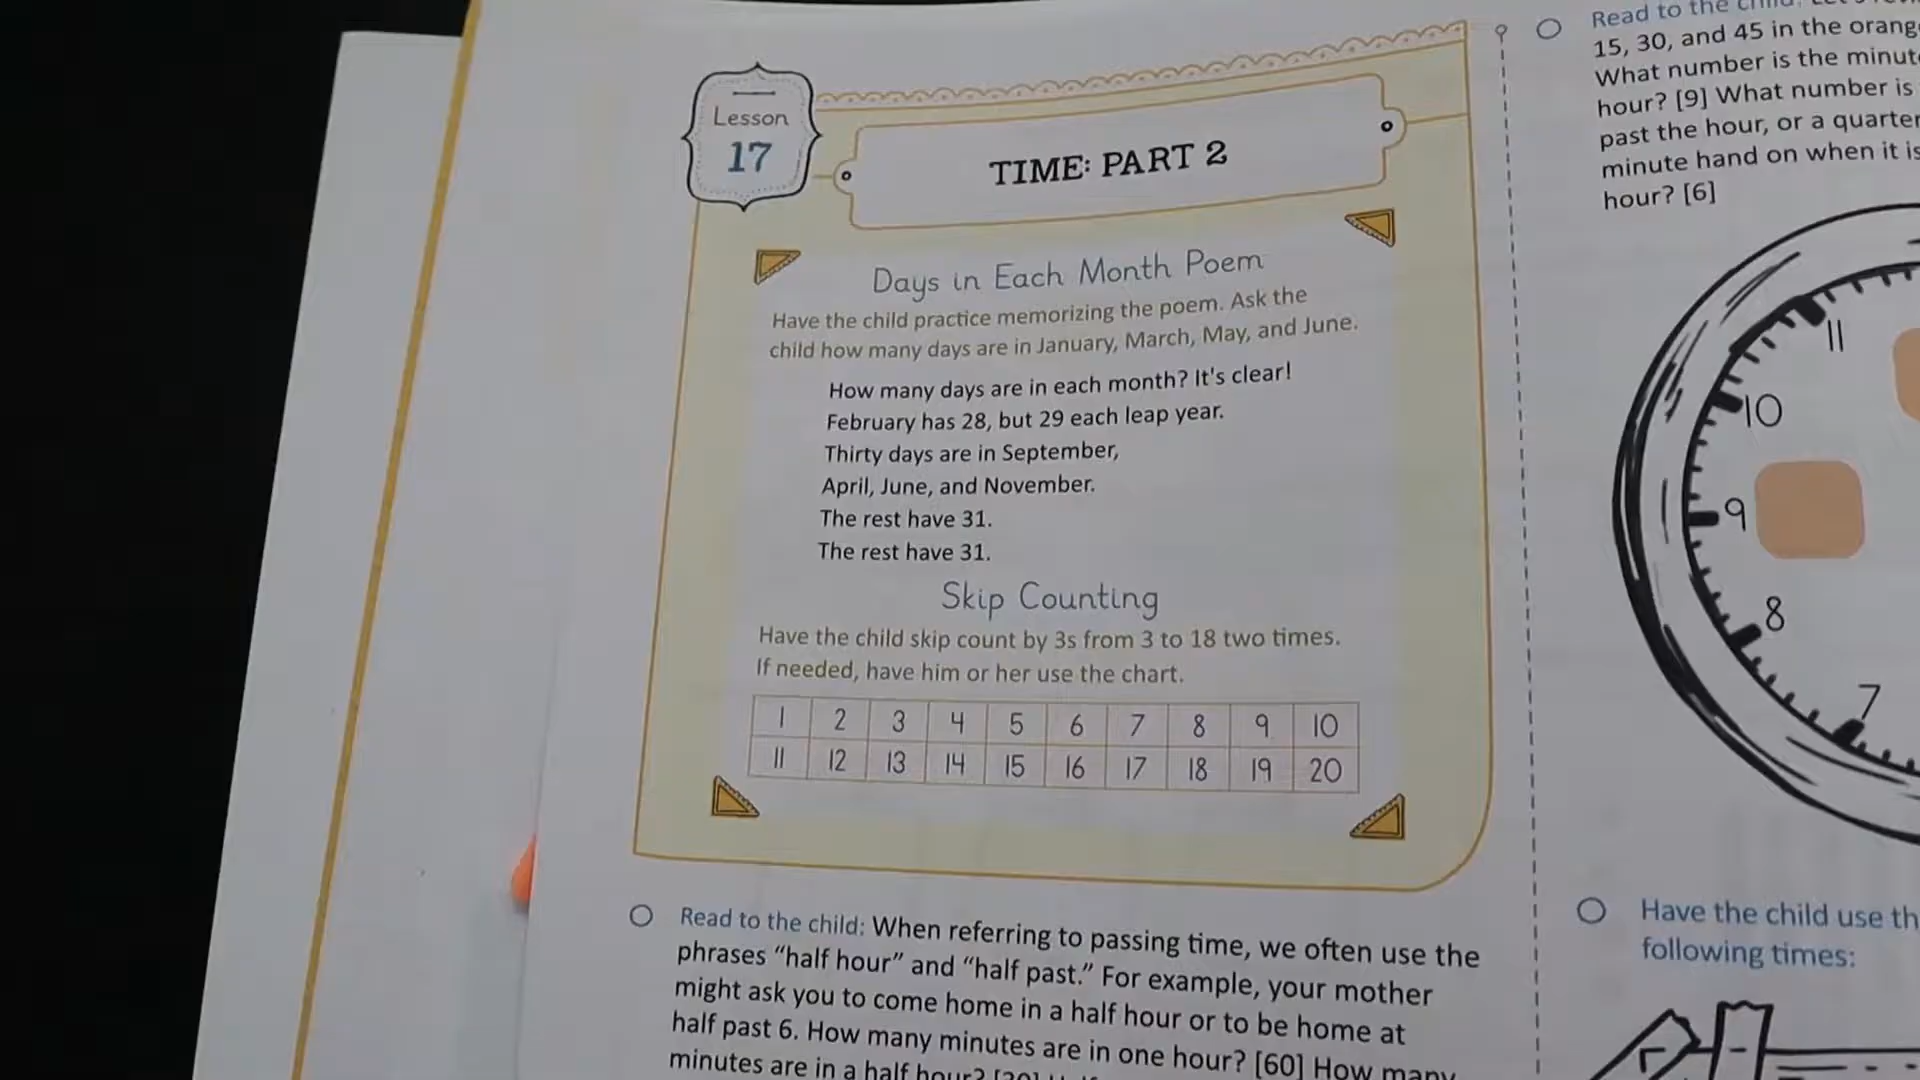 Lesson
17
TIME: PART 2
Days in Each Month Poem
Have the child practice memorizing the poem. Ask the
child how many days are in January, March, May, and June.
How many days are in each month? It's clear!
February has 28, but 29 each leap year.
Thirty days are in September,
April, June, and November.
The rest have 31.
The rest have 31.
Skip Counting
Have the child skip count by 3s from 3 to 18 two times.
If needed, have him or her use the chart.
1 2 3 4 5 6 7 8 9 10
11 12 13 14 15 16 17 18 19 20
Read to the child: When referring to passing time, we often use the
phrases “half hour” and “half past.” For example, your mother
might ask you to come home in a half hour or to be home at
half past 6. How many minutes are in one hour? [60] How many
minutes are in a half hour?
Read to the
15, 30, and 45 in the
What number is the
hour? [9] What number is
past the hour, or a
minute hand on when it is
hour? [6]
11
10
9
8
7
Have the child use
following times: